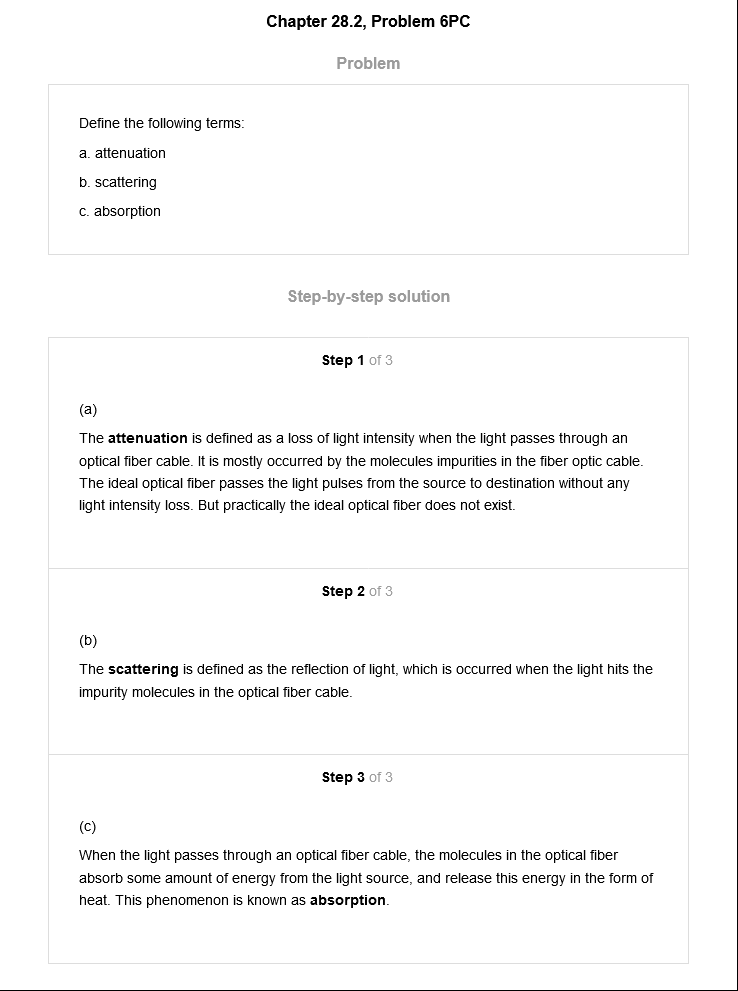 Chapter 28.2, Problem 6PC
Problem
Define the following terms:
a. attenuation
b. scattering
c. absorption
Step-by-step solution
Step 1 of 3
(a)
The attenuation is defined as a loss of light intensity when the light passes through an
optical fiber cable. It is mostly occurred by the molecules impurities in the fiber optic cable.
The ideal optical fiber passes the light pulses from the source to destination without any
light intensity loss. But practically the ideal optical fiber does not exist.
Step 2 of 3
(b)
The scattering is defined as the reflection of light, which is occurred when the light hits the
impurity molecules in the optical fiber cable.
Step 3 of 3
(c)
When the light passes through an optical fiber cable, the molecules in the optical fiber
absorb some amount of energy from the light source, and release this energy in the form of
heat. This phenomenon is known as absorption.